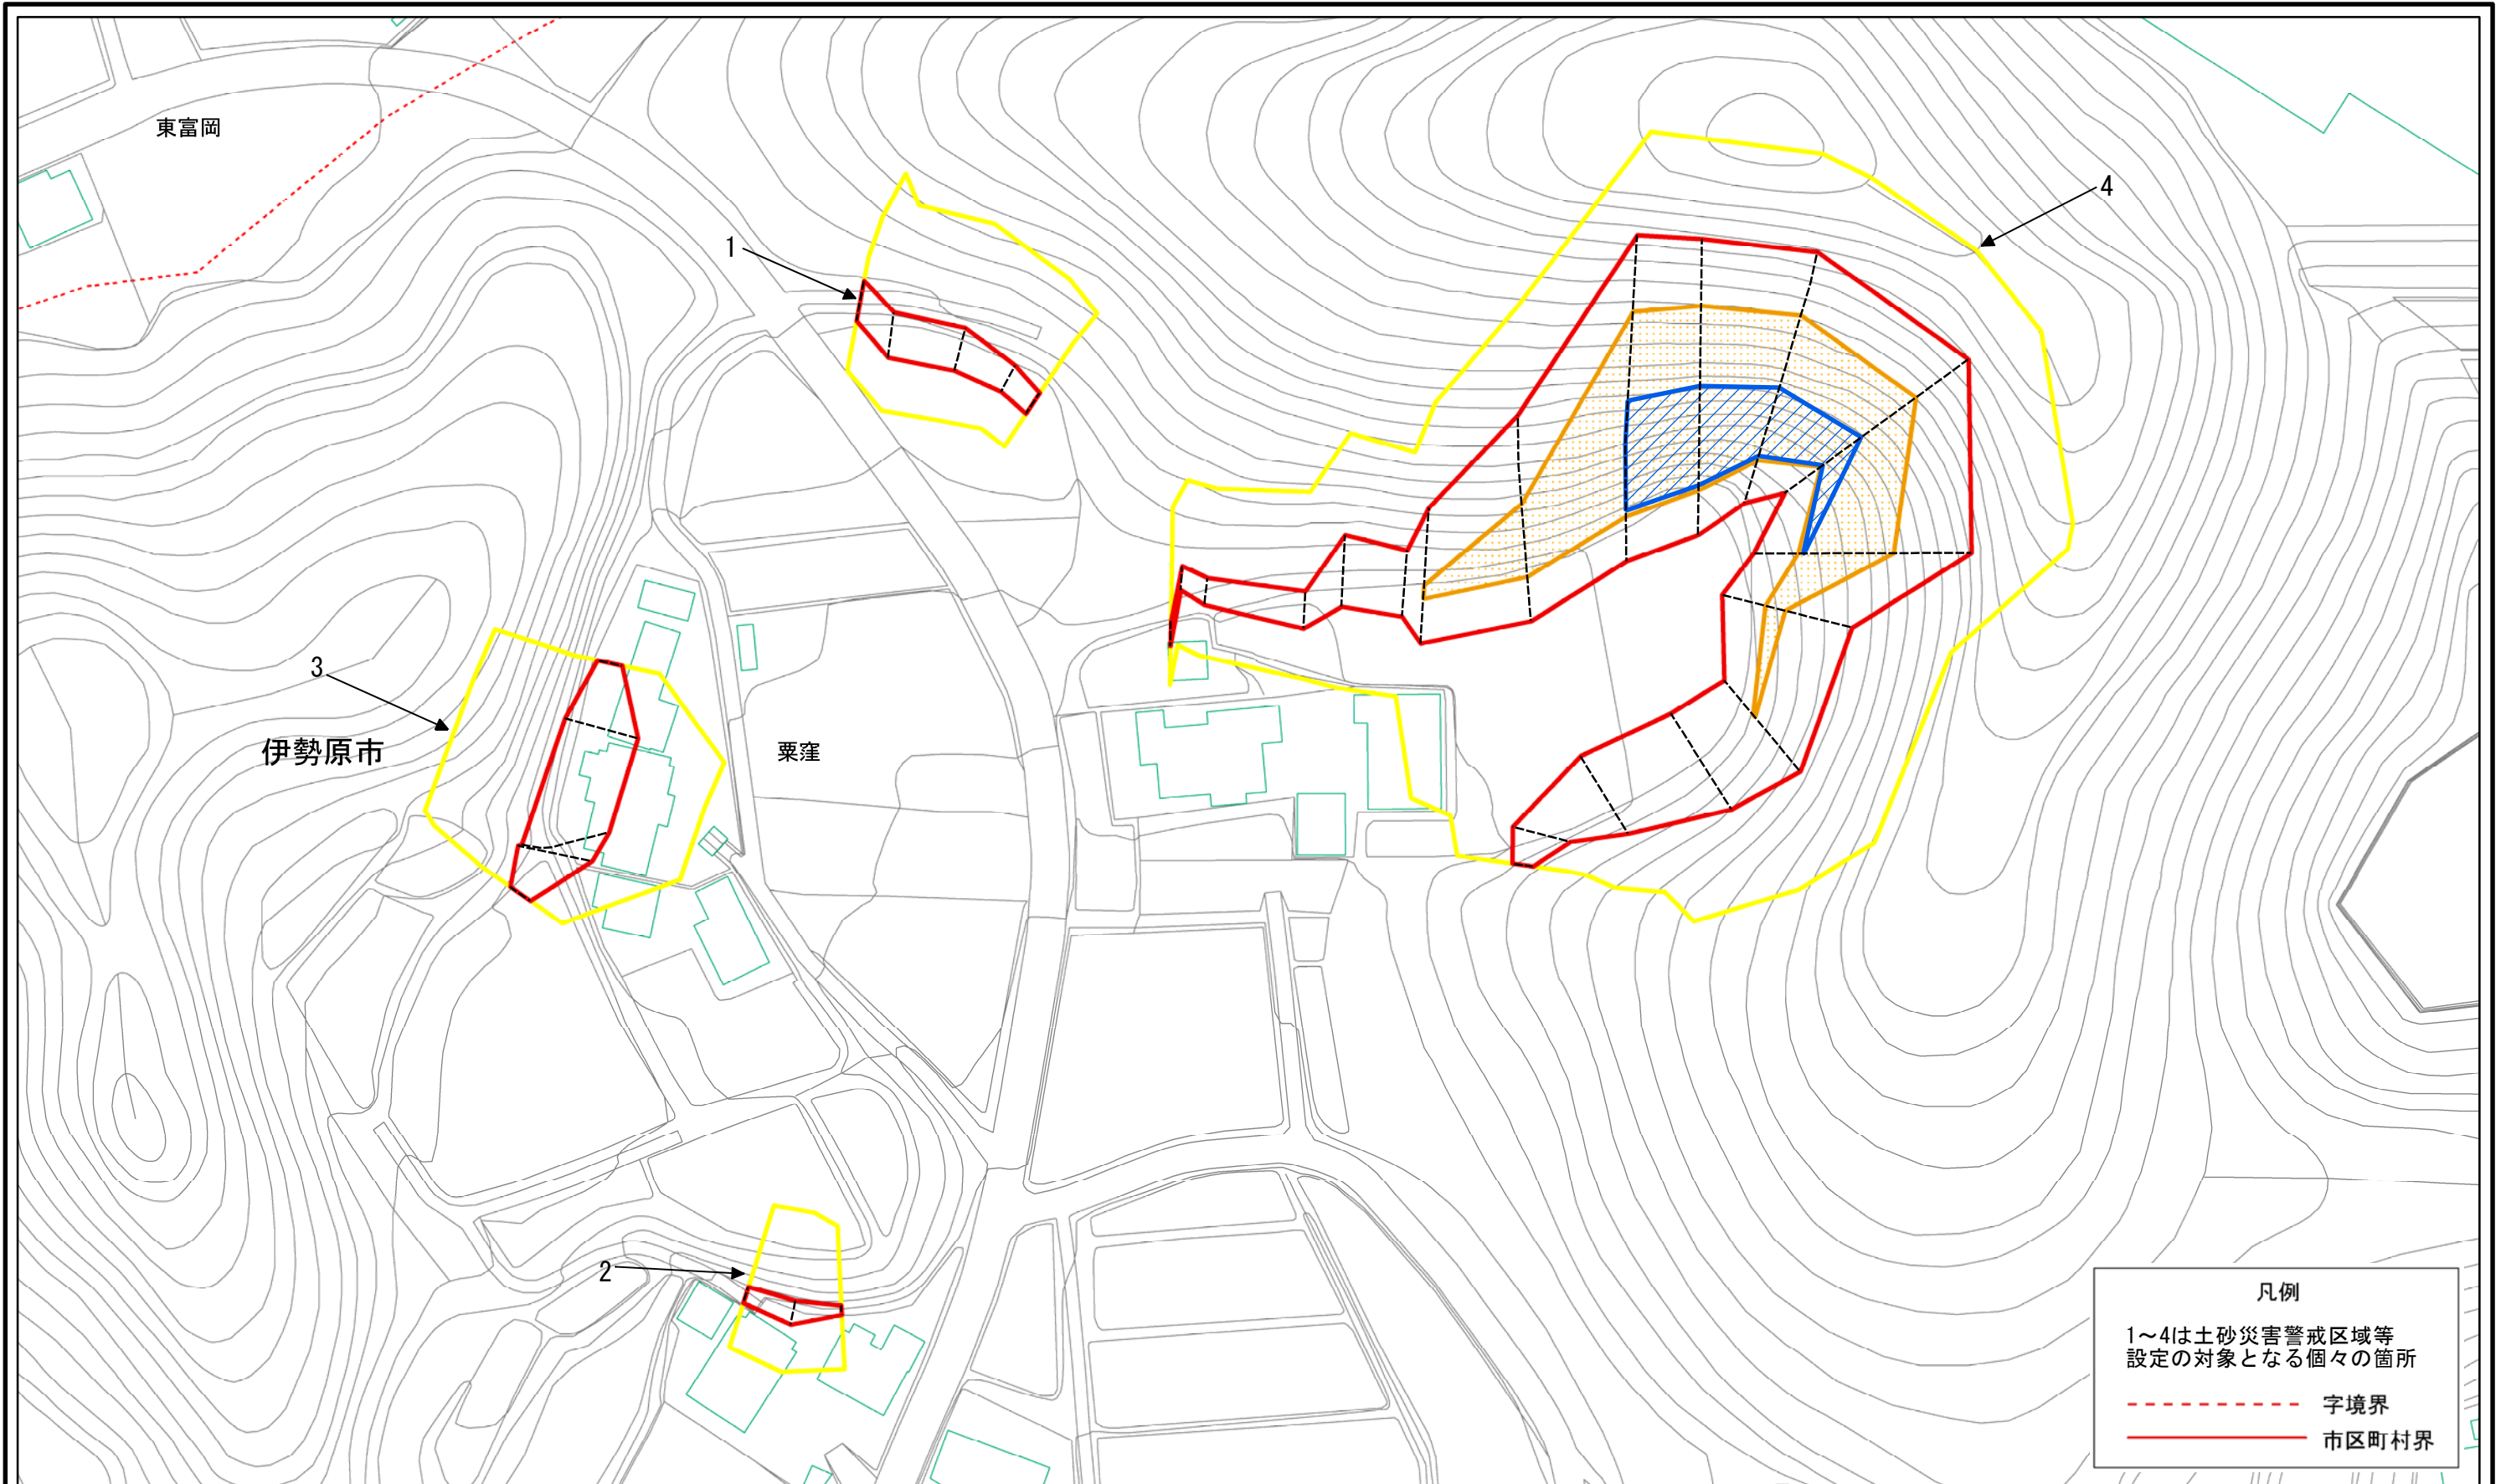 東富岡
1
4
3
伊勢原市
粟窪
2
凡例
1～4は土砂災害警戒区域等
設定の対象となる個々の箇所
字境界
市区町村界